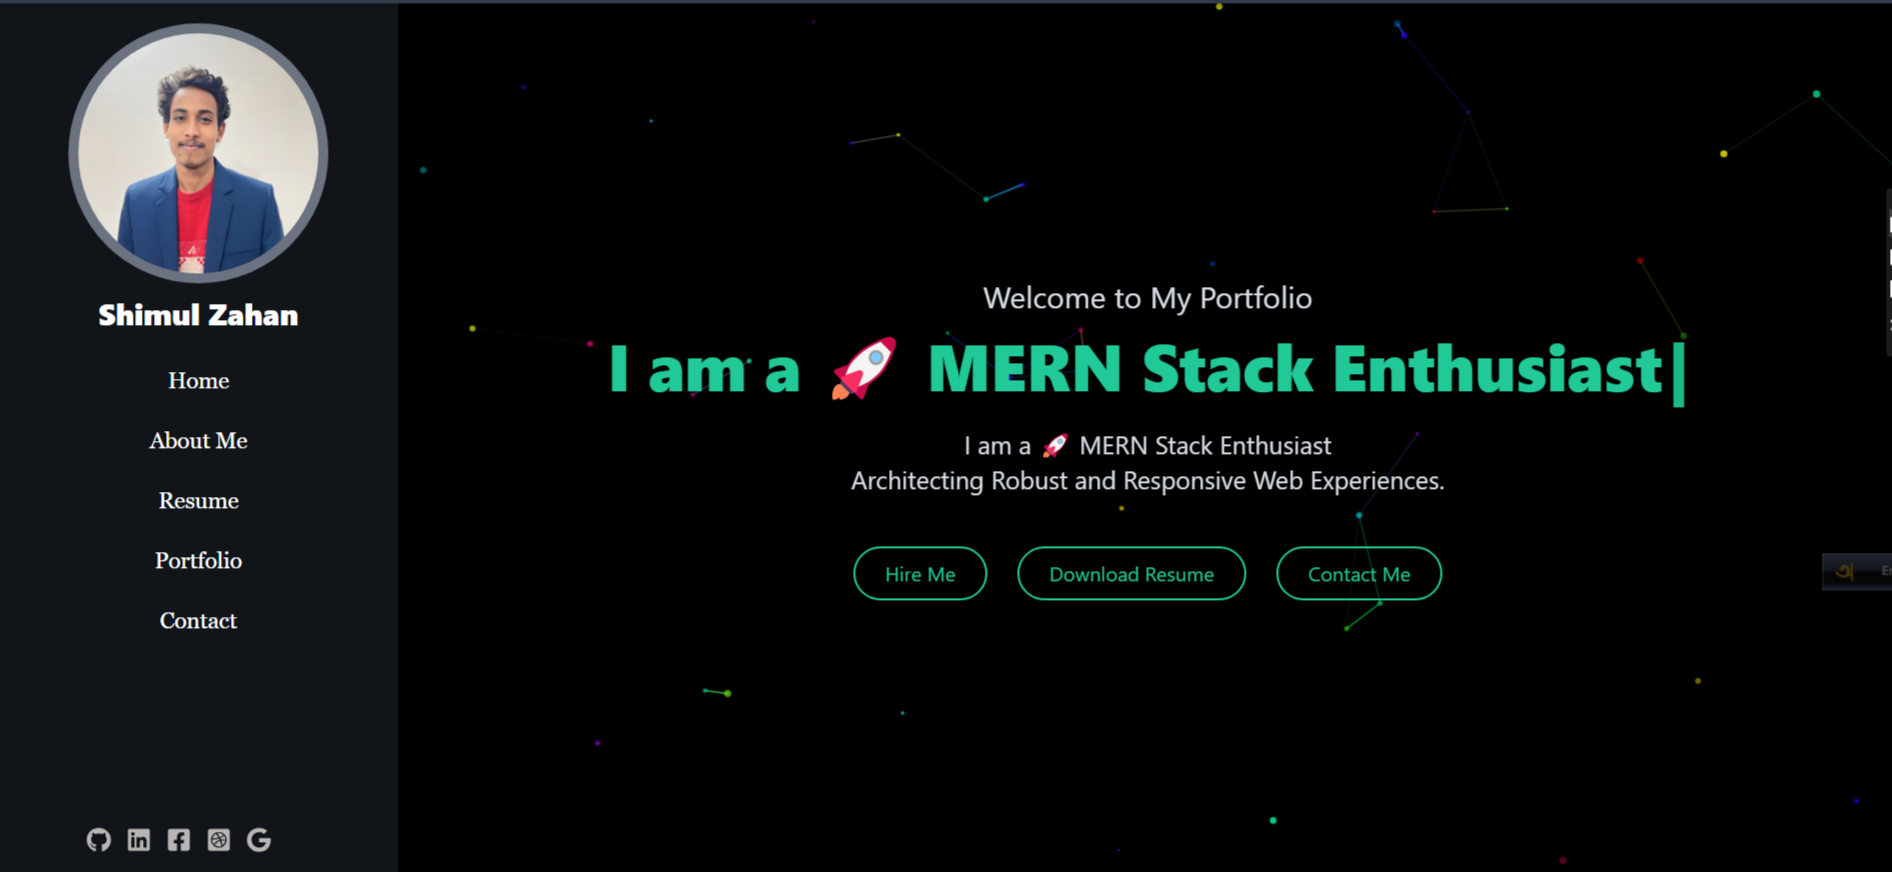 Shimul Zahan
Home
About Me
Resume
Portfolio
Contact
Welcome to My Portfolio
I am a 🚀 MERN Stack Enthusiast|
I am a 🚀 MERN Stack Enthusiast
Architecting Robust and Responsive Web Experiences.
Hire Me
Download Resume
Contact Me
অ